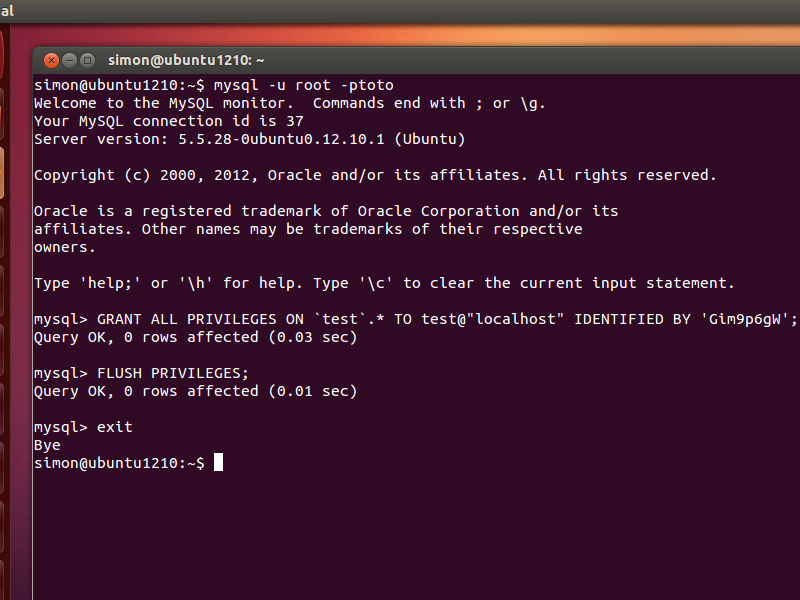 al
simon@ubuntu1210: ~
simon@ubuntu1210:~$ mysql -u root -ptoto
Welcome to the MySQL monitor.  Commands end with ; or \g.
Your MySQL connection id is 37
Server version: 5.5.28-0ubuntu0.12.10.1 (Ubuntu)
Copyright (c) 2000, 2012, Oracle and/or its affiliates. All rights reserved.
Oracle is a registered trademark of Oracle Corporation and/or its
affiliates. Other names may be trademarks of their respective
owners.
Type 'help;' or '\h' for help. Type '\c' to clear the current input statement.
mysql> GRANT ALL PRIVILEGES ON `test`.* TO test@"localhost" IDENTIFIED BY 'Gim9p6gW';
Query OK, 0 rows affected (0.03 sec)
mysql> FLUSH PRIVILEGES;
Query OK, 0 rows affected (0.01 sec)
mysql> exit
Bye
simon@ubuntu1210:~$